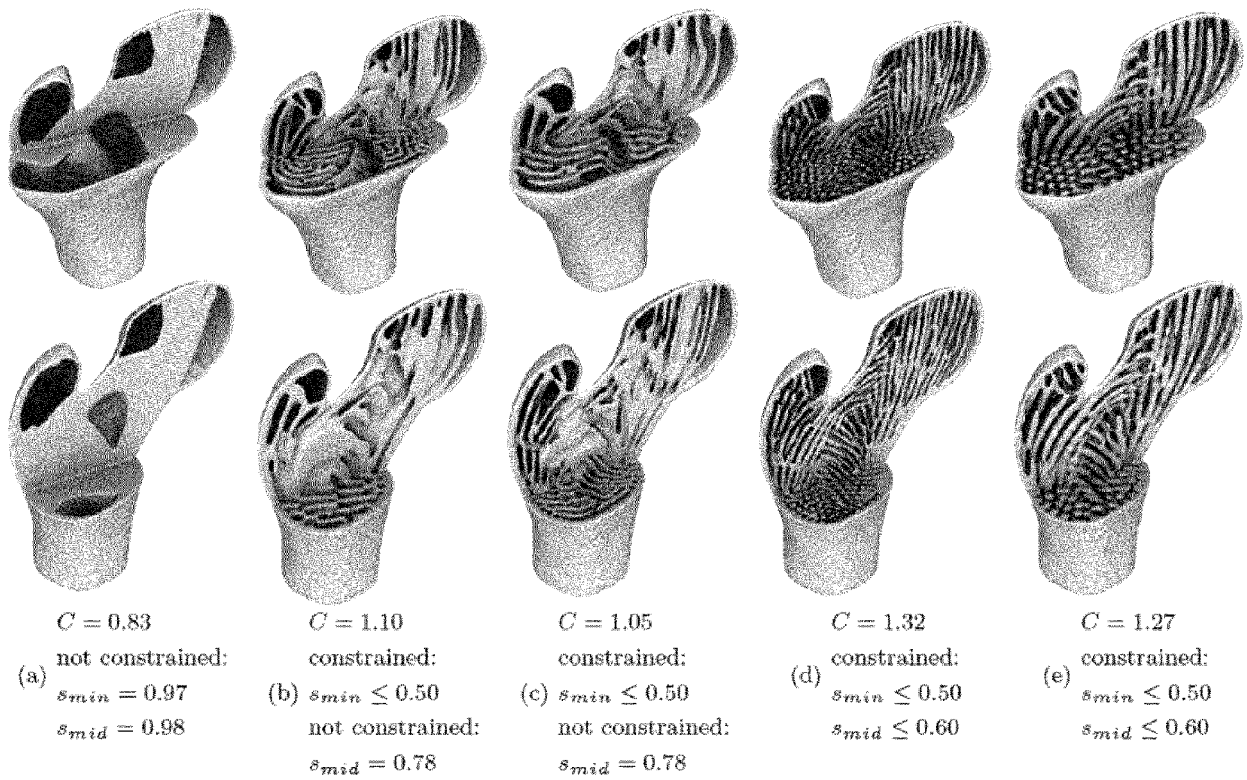 C = 0.83
not constrained:
(a)
s_min = 0.97
s_mid = 0.98
C = 1.10
constrained:
(b)
s_min ≤ 0.50
not constrained:
s_mid = 0.78
C = 1.05
constrained:
(c)
s_min ≤ 0.50
not constrained:
s_mid = 0.78
C = 1.32
constrained:
(d)
s_min ≤ 0.50
s_mid ≤ 0.60
C = 1.27
constrained:
(e)
s_min ≤ 0.50
s_mid ≤ 0.60